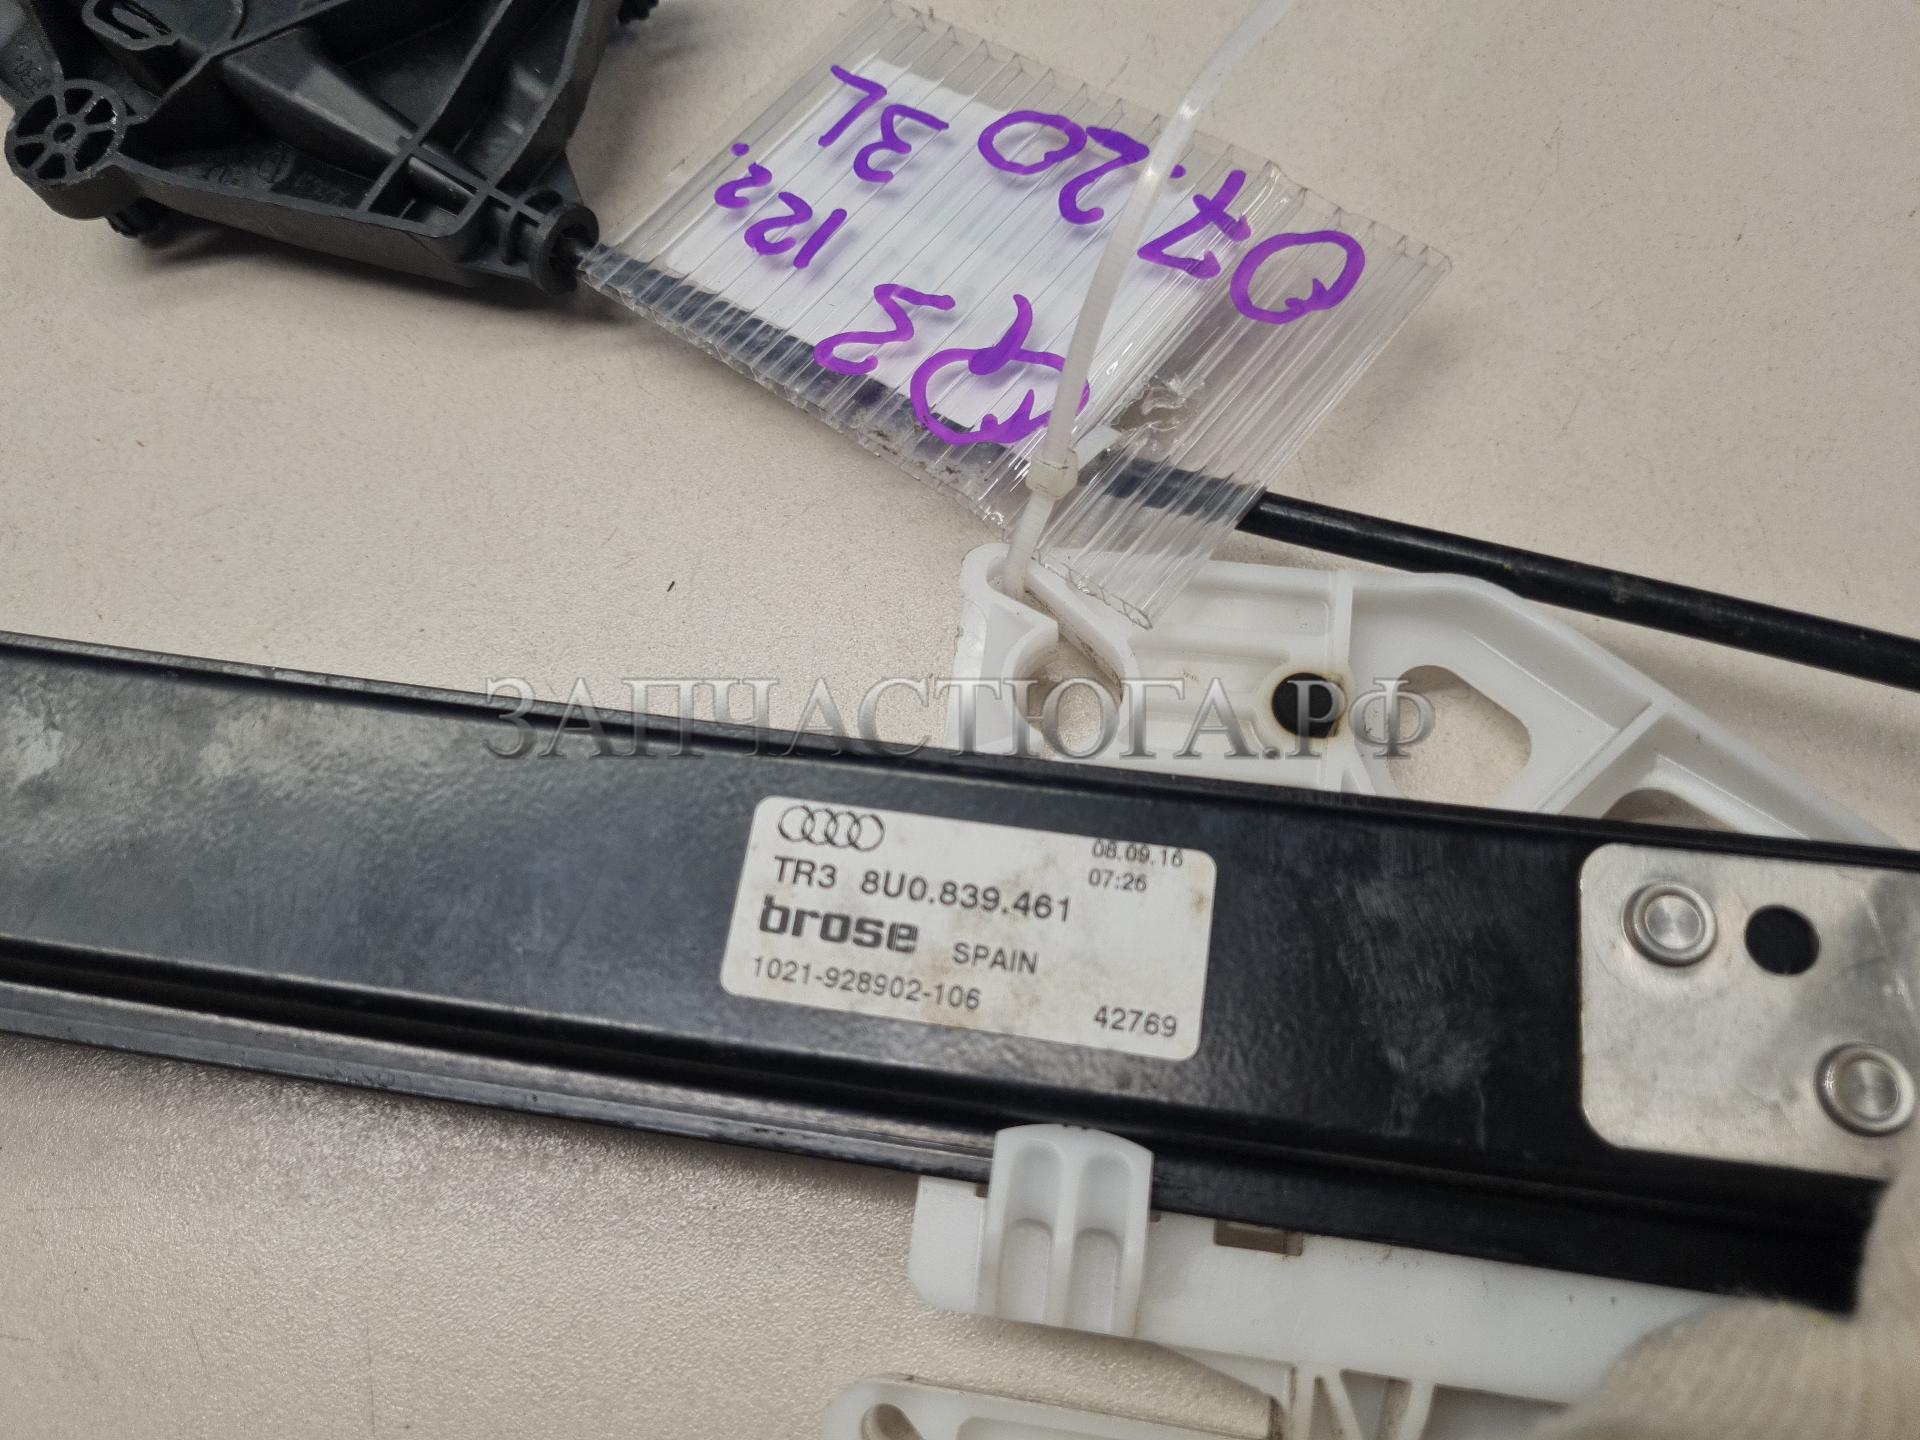 07.20 3L
Q3 12г.
ЗАПЧАСТЮГА.РФ
08.09.16
TR3 8U0.839.461 07:26
brose SPAIN
1021-928902-106 42769